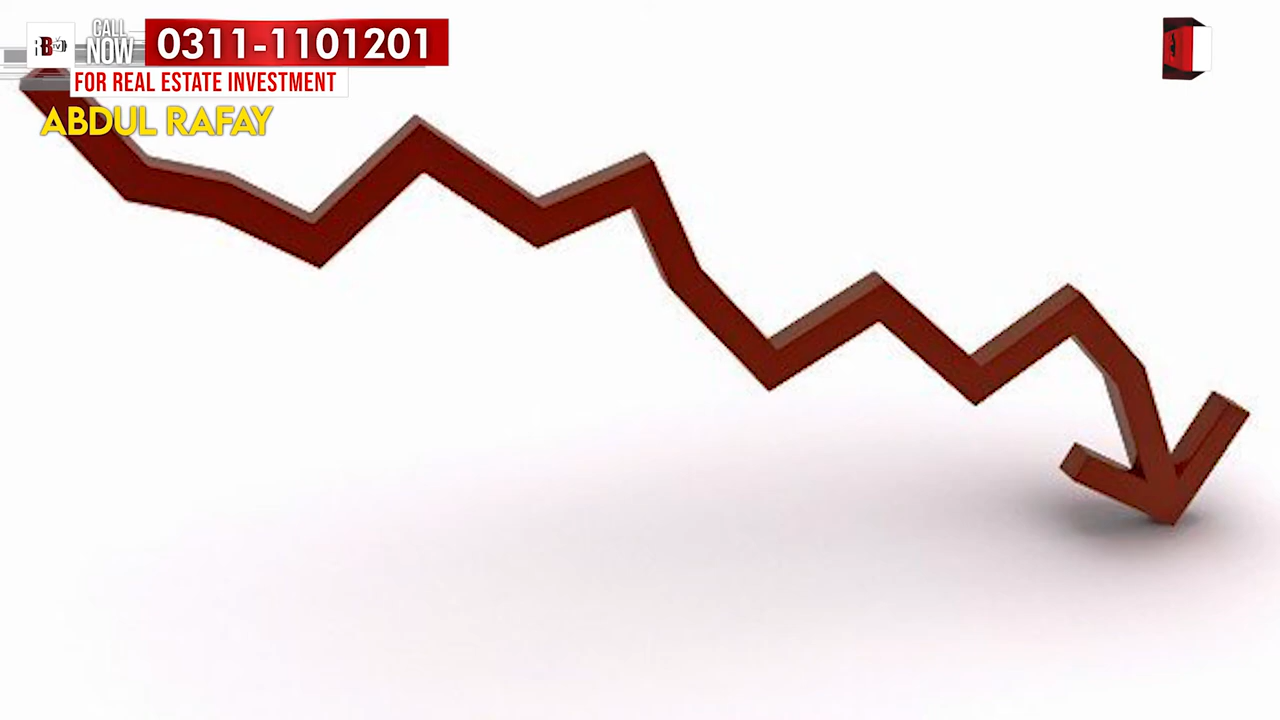 CALL
NOW
0311-1101201
FOR REAL ESTATE INVESTMENT
ABDUL RAFAY